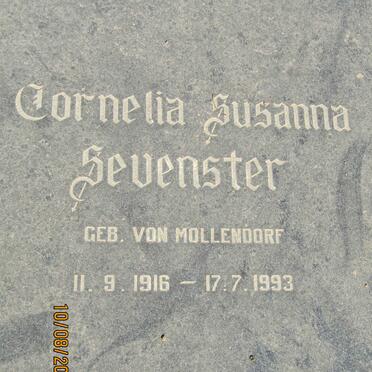 Cornelia Susanna
Sevenster
GEB. VON MOLLENDORF
11. 9. 1916 — 17. 7. 1993
10/08/20